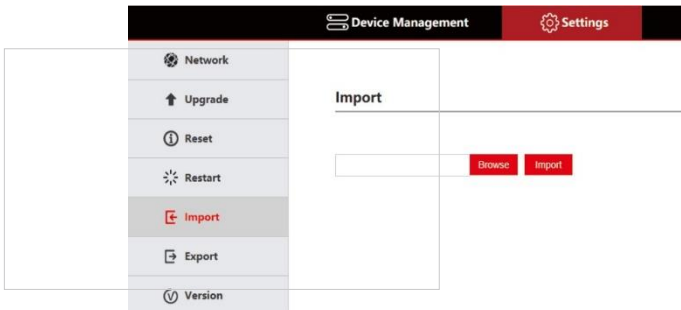 Device Management
Settings
Network
Upgrade
Reset
Restart
Import
Export
Version
Import
Browse
Import